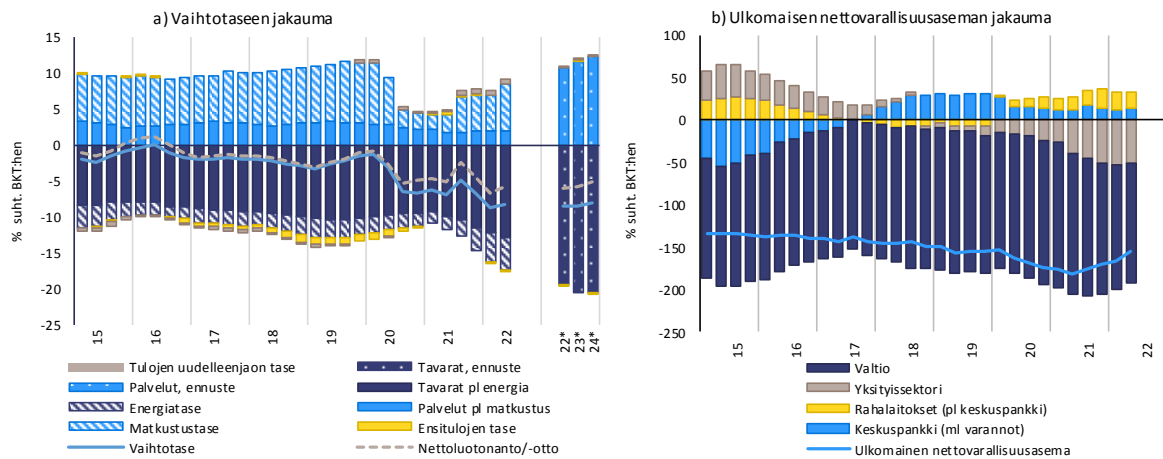 a) Vaihtotaseen jakauma
% suht. BKT:hen
15
10
5
0
-5
-10
-15
-20
-25
15
16
17
18
19
20
21
22
22*
23*
24*
Tulojen uudelleenjaon tase
Tavarat, ennuste
Palvelut, ennuste
Tavarat pl energia
Energiatase
Palvelut pl matkustus
Matkustustase
Ensitulojen tase
Vaihtotase
Nettoluotonanto/-otto
b) Ulkomaisen nettovarallisuusaseman jakauma
% suht. BKT:hen
100
50
0
-50
-100
-150
-200
-250
15
16
17
18
19
20
21
22
Valtio
Yksityissektori
Rahalaitokset (pl keskuspankki)
Keskuspankki (ml varannot)
Ulkomainen nettovarallisuusasema